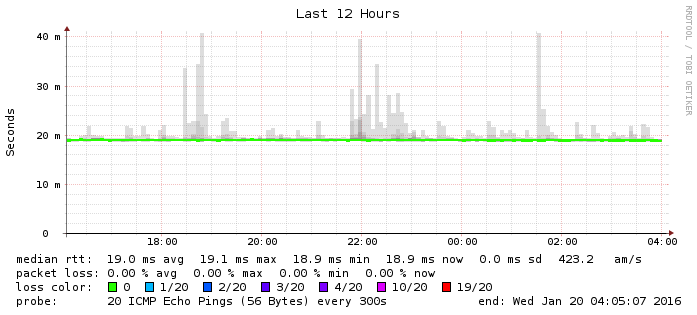 Last 12 Hours
RRDTOOL / TOBI OETIKER
Seconds
40 m
30 m
20 m
10 m
0
18:00 20:00 22:00 00:00 02:00 04:00
median rtt: 19.0 ms avg 19.1 ms max 18.9 ms min 18.9 ms now 0.0 ms sd 423.2 am/s
packet loss: 0.00 % avg 0.00 % max 0.00 % min 0.00 % now
loss color: 0 1/20 2/20 3/20 4/20 10/20 19/20
probe: 20 ICMP Echo Pings (56 Bytes) every 300s end: Wed Jan 20 04:05:07 2016